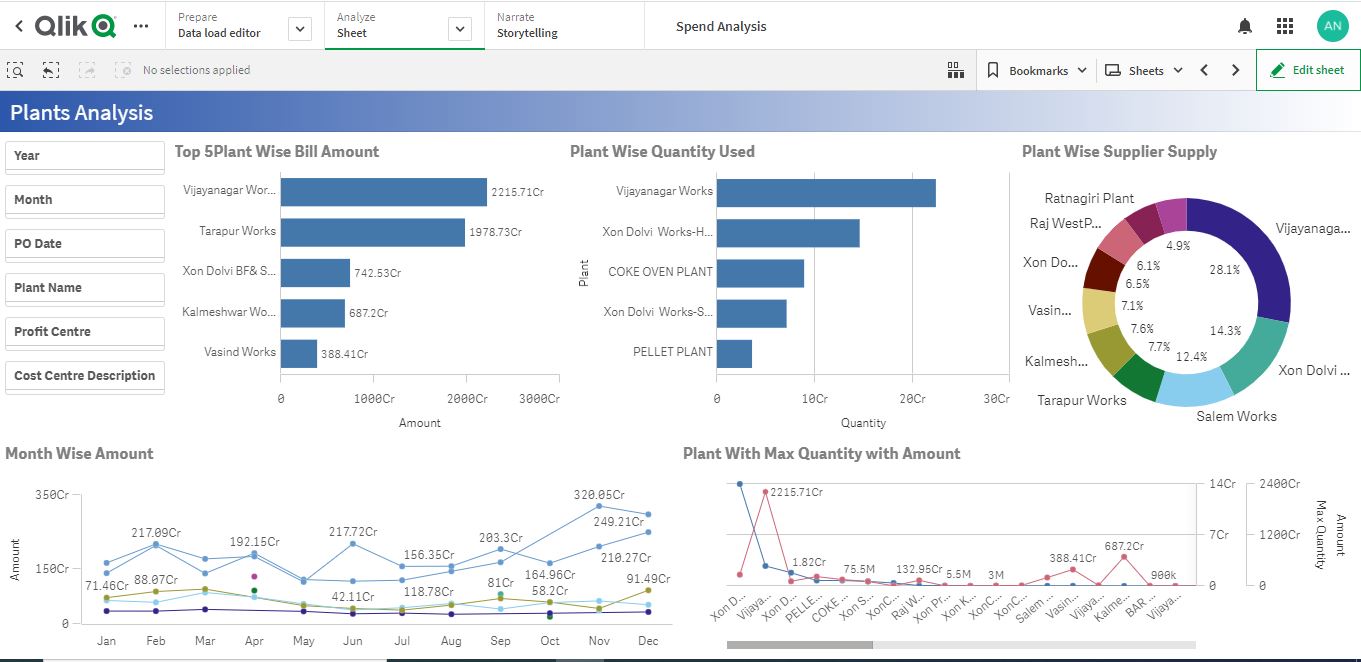 Qlik
Prepare
Data load editor
Analyze
Sheet
Narrate
Storytelling
Spend Analysis
AN
No selections applied
Bookmarks
Sheets
Edit sheet
Plants Analysis
Year
Month
PO Date
Plant Name
Profit Centre
Cost Centre Description
Top 5Plant Wise Bill Amount
Vijayanagar Wor...
2215.71Cr
Tarapur Works
1978.73Cr
Xon Dolvi BF& S...
742.53Cr
Kalmeshwar Wo...
687.2Cr
Vasind Works
388.41Cr
0
1000Cr
2000Cr
3000Cr
Amount
Plant Wise Quantity Used
Plant
Vijayanagar Works
Xon Dolvi Works-H...
COKE OVEN PLANT
Xon Dolvi Works-S...
PELLET PLANT
0
10Cr
20Cr
30Cr
Quantity
Plant Wise Supplier Supply
Ratnagiri Plant
Raj WestP...
Xon Do...
Vasin...
Kalmesh...
Tarapur Works
Salem Works
Xon Dolvi ...
Vijayanaga...
4.9%
6.1%
6.5%
7.1%
7.6%
7.7%
12.4%
14.3%
28.1%
Month Wise Amount
Amount
350Cr
150Cr
0
71.46Cr
217.09Cr
88.07Cr
192.15Cr
217.72Cr
42.11Cr
156.35Cr
118.78Cr
203.3Cr
81Cr
164.96Cr
58.2Cr
320.05Cr
249.21Cr
210.27Cr
91.49Cr
Jan
Feb
Mar
Apr
May
Jun
Jul
Aug
Sep
Oct
Nov
Dec
Plant With Max Quantity with Amount
2215.71Cr
1.82Cr
75.5M
132.95Cr
5.5M
3M
388.41Cr
687.2Cr
900k
14Cr
7Cr
0
2400Cr
1200Cr
0
Max Quantity
Amount
Xon D...
Vijaya...
Xon D...
PELLE...
COKE ...
Xon S...
XonC...
Raj W...
Xon Pr...
Xon K...
XonC...
XonC...
Salem ...
Vasin...
Vijaya...
Kalme...
BAR ...
Vijaya...